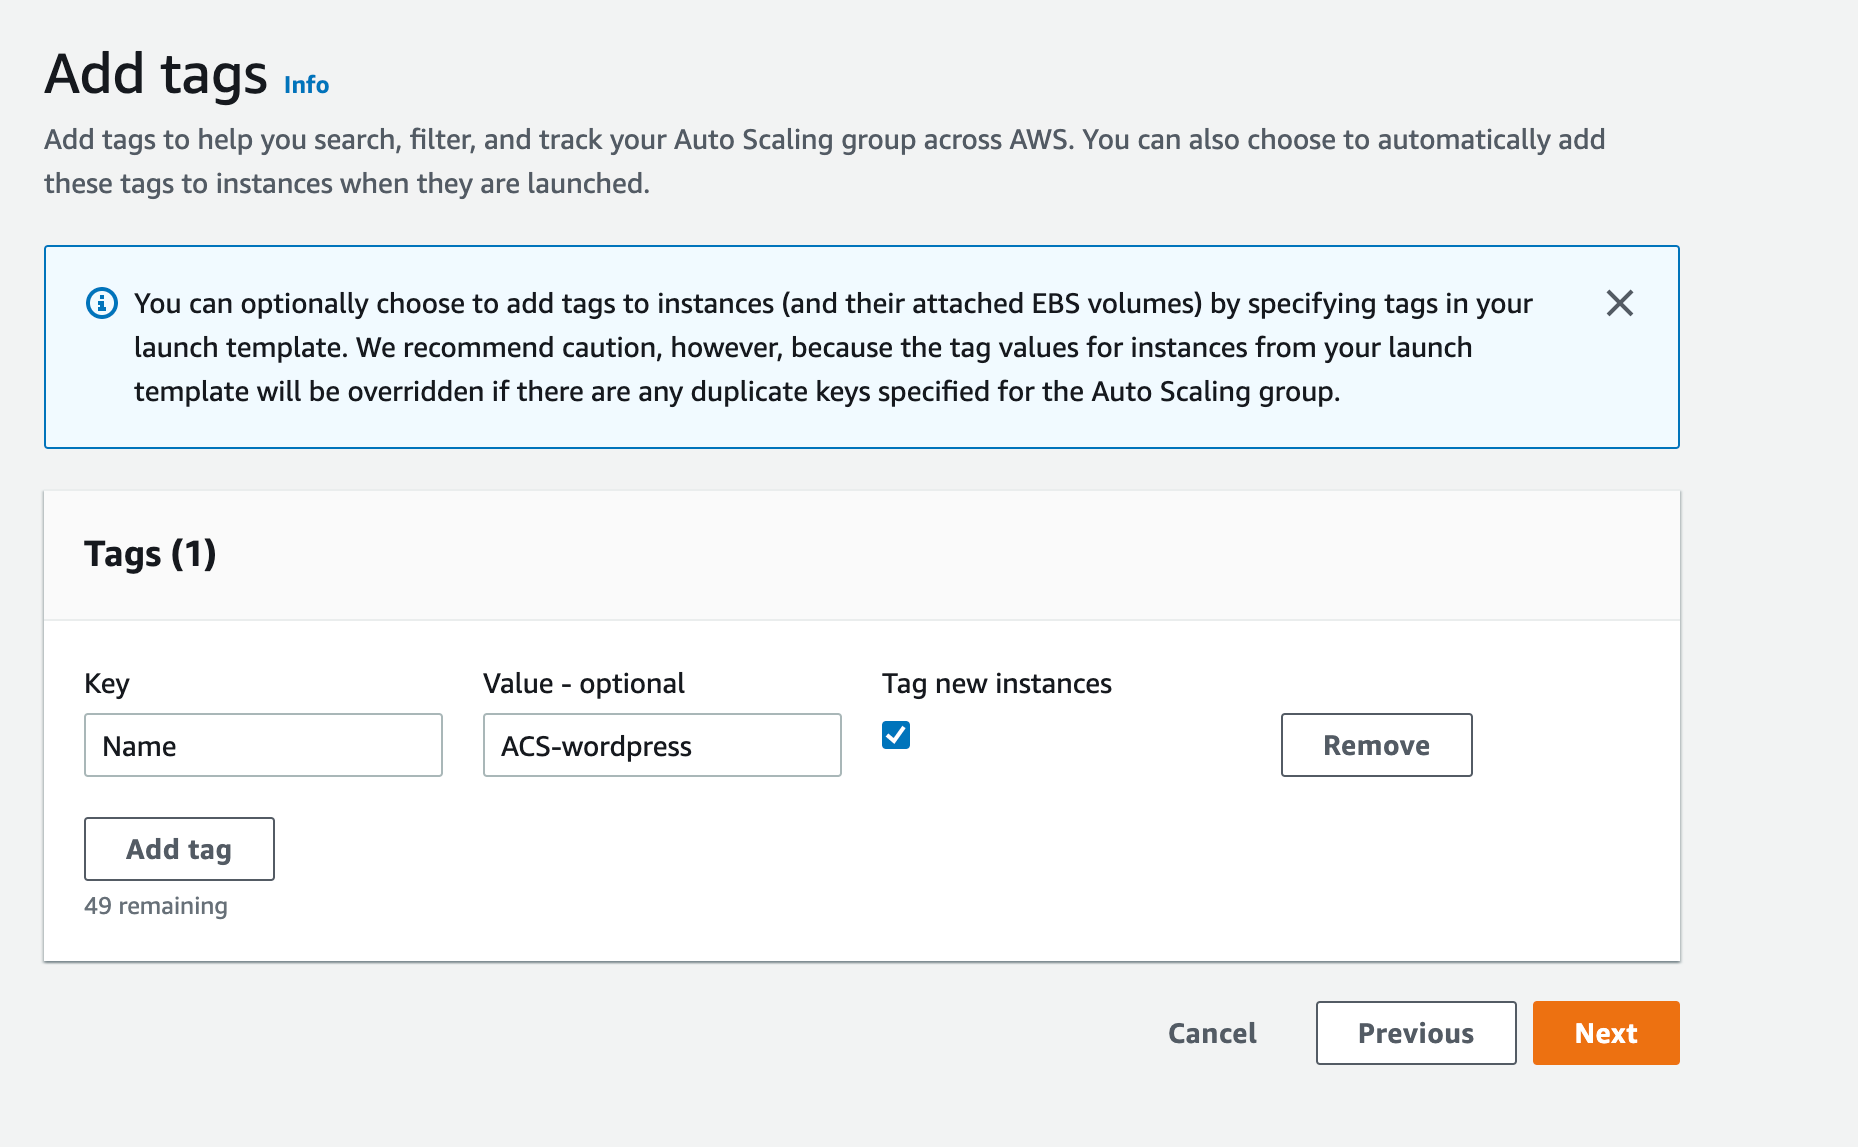 Add tags Info
Add tags to help you search, filter, and track your Auto Scaling group across AWS. You can also choose to automatically add
these tags to instances when they are launched.
You can optionally choose to add tags to instances (and their attached EBS volumes) by specifying tags in your
launch template. We recommend caution, however, because the tag values for instances from your launch
template will be overridden if there are any duplicate keys specified for the Auto Scaling group.
Tags (1)
Key Value - optional Tag new instances
Name ACS-wordpress Remove
Add tag
49 remaining
Cancel Previous Next